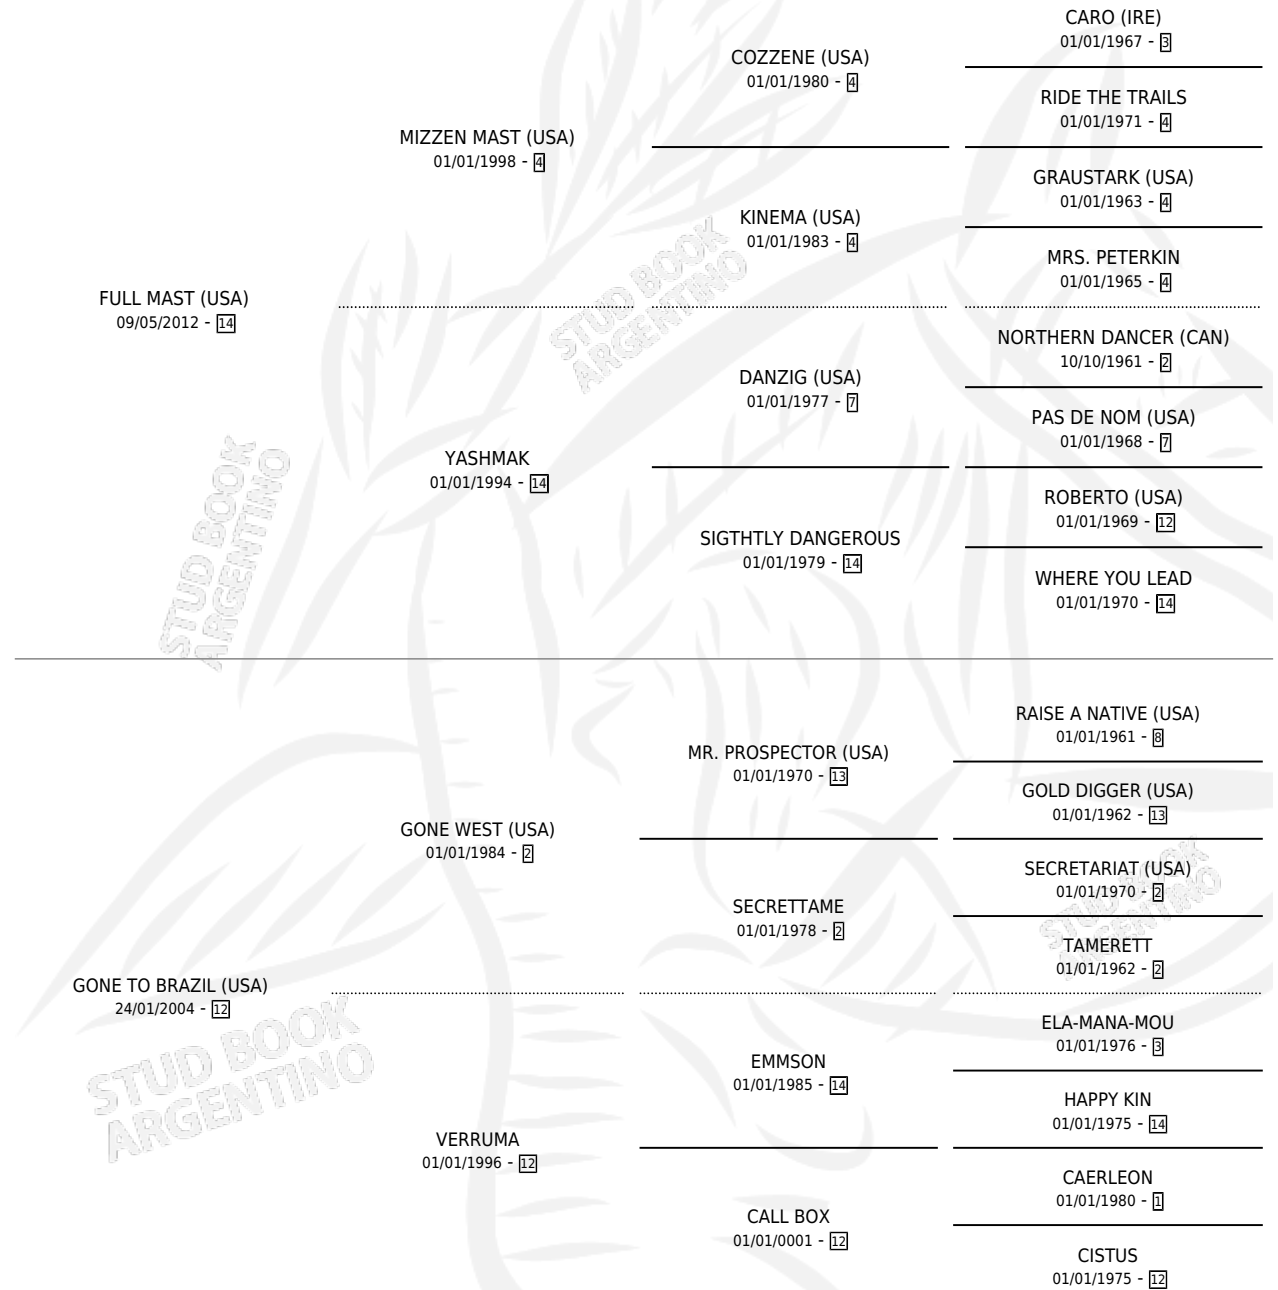 CARO (IRE)
01/01/1967 - 3
COZZENE (USA)
01/01/1980 - 4
RIDE THE TRAILS
01/01/1971 - 4
MIZZEN MAST (USA)
01/01/1998 - 4
GRAUSTARK (USA)
01/01/1963 - 4
KINEMA (USA)
01/01/1983 - 4
MRS. PETERKIN
01/01/1965 - 4
FULL MAST (USA)
09/05/2012 - 14
NORTHERN DANCER (CAN)
10/10/1961 - 2
DANZIG (USA)
01/01/1977 - 7
PAS DE NOM (USA)
01/01/1968 - 7
YASHMAK
01/01/1994 - 14
ROBERTO (USA)
01/01/1969 - 12
SIGTHTLY DANGEROUS
01/01/1979 - 14
WHERE YOU LEAD
01/01/1970 - 14
RAISE A NATIVE (USA)
01/01/1961 - 8
MR. PROSPECTOR (USA)
01/01/1970 - 13
GOLD DIGGER (USA)
01/01/1962 - 13
GONE WEST (USA)
01/01/1984 - 2
SECRETARIAT (USA)
01/01/1970 - 2
SECRETTAME
01/01/1978 - 2
TAMERETT
01/01/1962 - 2
GONE TO BRAZIL (USA)
24/01/2004 - 12
ELA-MANA-MOU
01/01/1976 - 3
EMMSON
01/01/1985 - 14
HAPPY KIN
01/01/1975 - 14
VERRUMA
01/01/1996 - 12
CAERLEON
01/01/1980 - 1
CALL BOX
01/01/0001 - 12
CISTUS
01/01/1975 - 12
STUD BOOK
ARGENTINO
STUD BOOK
ARGENTINO
STUD BOOK
ARGENTINO
STUD BOOK
ARGENTINO